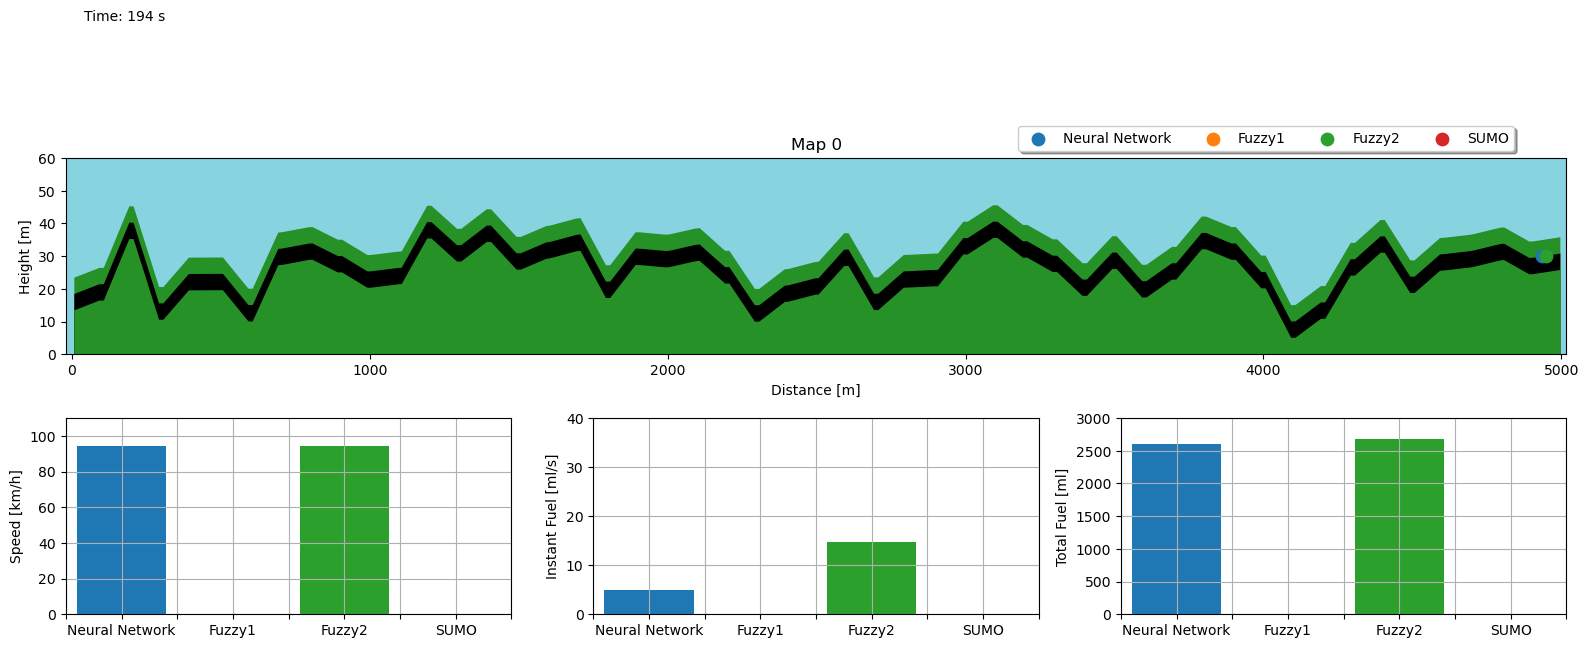 Time: 194 s
Map 0
Neural Network Fuzzy1 Fuzzy2 SUMO
Height [m]
60
50
40
30
20
10
0
0 1000 2000 3000 4000 5000
Distance [m]
Speed [km/h]
100
80
60
40
20
0
Neural Network Fuzzy1 Fuzzy2 SUMO
Instant Fuel [ml/s]
40
30
20
10
0
Neural Network Fuzzy1 Fuzzy2 SUMO
Total Fuel [ml]
3000
2500
2000
1500
1000
500
0
Neural Network Fuzzy1 Fuzzy2 SUMO